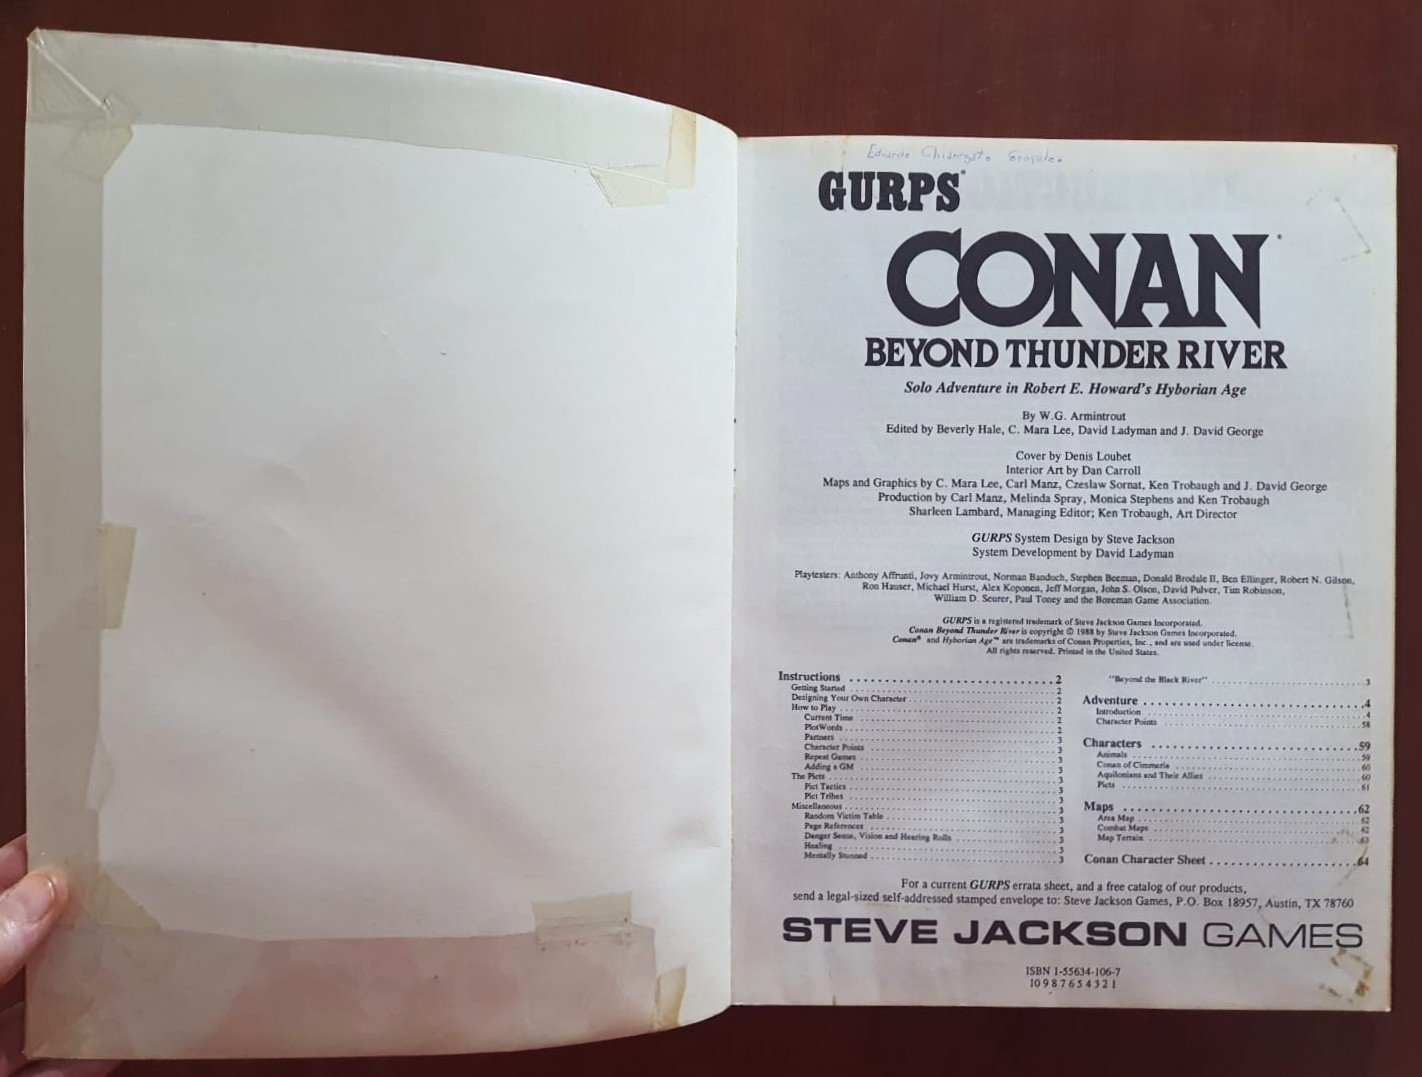 Eduardo Chiaregato González
GURPS®
CONAN®
BEYOND THUNDER RIVER
Solo Adventure in Robert E. Howard's Hyborian Age
By W.G. Armintrout
Edited by Beverly Hale, C. Mara Lee, David Ladyman and J. David George
Cover by Denis Loubet
Interior Art by Dan Carroll
Maps and Graphics by C. Mara Lee, Carl Manz, Czeslaw Sornat, Ken Trobaugh and J. David George
Production by Carl Manz, Melinda Spray, Monica Stephens and Ken Trobaugh
Sharleen Lambard, Managing Editor; Ken Trobaugh, Art Director
GURPS System Design by Steve Jackson
System Development by David Ladyman
Playtesters: Anthony Affrunti, Jovy Armintrout, Norman Banduch, Stephen Beeman, Donald Brodale II, Ben Ellinger, Robert N. Gilson,
Ron Hauser, Michael Hurst, Alex Koponen, Jeff Morgan, John S. Olson, David Pulver, Tim Robinson,
William D. Seurer, Paul Toney and the Bozeman Game Association.
GURPS is a registered trademark of Steve Jackson Games Incorporated.
Conan Beyond Thunder River is copyright © 1988 by Steve Jackson Games Incorporated.
Conan® and Hyborian Age™ are trademarks of Conan Properties, Inc., and are used under license.
All rights reserved. Printed in the United States.
Instructions . . . . . . . . . . 2
Getting Started . . . . . . . . . . 2
Designing Your Own Character . . . . . . . . . . 2
How to Play . . . . . . . . . . 2
Current Time . . . . . . . . . . 2
PlotWords . . . . . . . . . . 2
Partners . . . . . . . . . . 3
Character Points . . . . . . . . . . 3
Repeat Games . . . . . . . . . . 3
Adding a GM . . . . . . . . . . 3
The Picts . . . . . . . . . . 3
Pict Tactics . . . . . . . . . . 3
Pict Tribes . . . . . . . . . . 3
Miscellaneous . . . . . . . . . . 3
Random Victim Table . . . . . . . . . . 3
Page References . . . . . . . . . . 3
Danger Sense, Vision and Hearing Rolls . . . . . . . . . . 3
Healing . . . . . . . . . . 3
Mentally Stunned . . . . . . . . . . 3
"Beyond the Black River" . . . . . . . . . . 3
Adventure . . . . . . . . . . 4
Introduction . . . . . . . . . . 4
Character Points . . . . . . . . . . 58
Characters . . . . . . . . . . 59
Animals . . . . . . . . . . 59
Conan of Cimmeria . . . . . . . . . . 60
Aquilonians and Their Allies . . . . . . . . . . 60
Picts . . . . . . . . . . 61
Maps . . . . . . . . . . 62
Area Map . . . . . . . . . . 62
Combat Maps . . . . . . . . . . 62
Map Terrain . . . . . . . . . . 63
Conan Character Sheet . . . . . . . . . . 64
For a current GURPS errata sheet, and a free catalog of our products,
send a legal-sized self-addressed stamped envelope to: Steve Jackson Games, P.O. Box 18957, Austin, TX 78760
STEVE JACKSON GAMES
ISBN 1-55634-106-7
10 9 8 7 6 5 4 3 2 1